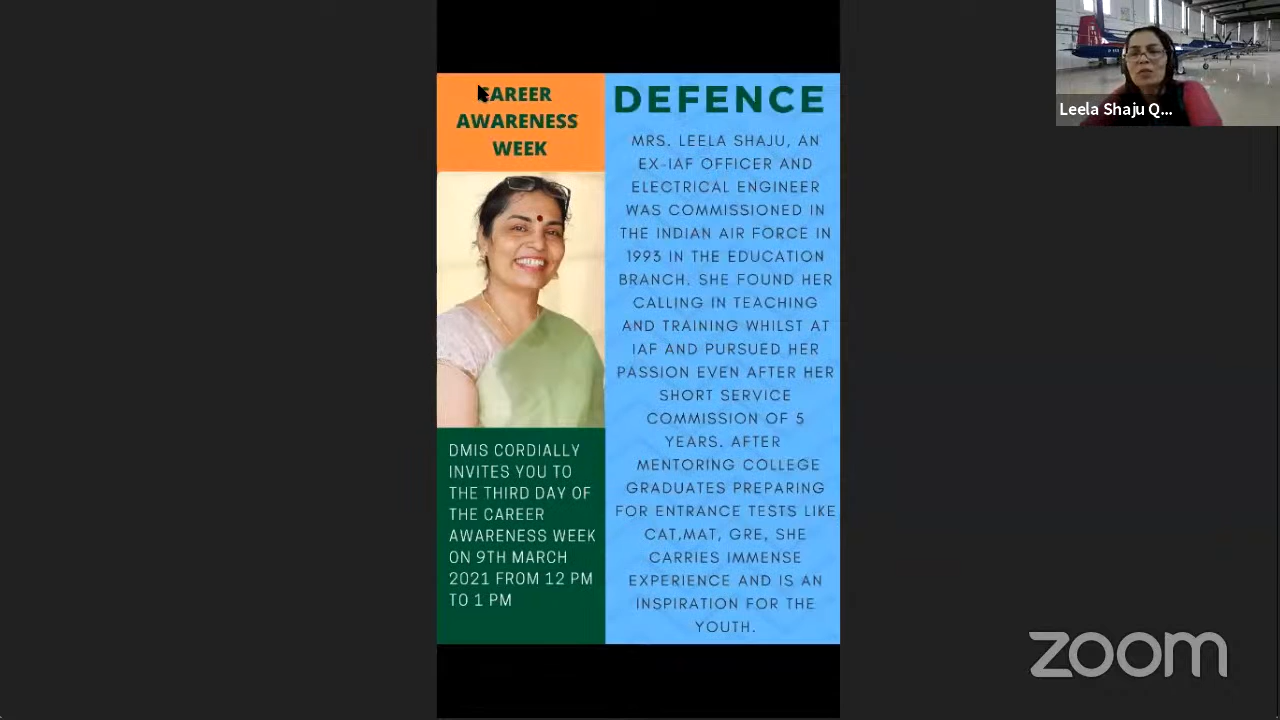 CAREER
AWARENESS
WEEK
DEFENCE
MRS. LEELA SHAJU, AN
EX-IAF OFFICER AND
ELECTRICAL ENGINEER
WAS COMMISSIONED IN
THE INDIAN AIR FORCE IN
1993 IN THE EDUCATION
BRANCH. SHE FOUND HER
CALLING IN TEACHING
AND TRAINING WHILST AT
IAF AND PURSUED HER
PASSION EVEN AFTER HER
SHORT SERVICE
COMMISSION OF 5
YEARS. AFTER
MENTORING COLLEGE
GRADUATES PREPARING
FOR ENTRANCE TESTS LIKE
CAT,MAT, GRE, SHE
CARRIES IMMENSE
EXPERIENCE AND IS AN
INSPIRATION FOR THE
YOUTH.
DMIS CORDIALLY
INVITES YOU TO
THE THIRD DAY OF
THE CAREER
AWARENESS WEEK
ON 9TH MARCH
2021 FROM 12 PM
TO 1 PM
Leela Shaju Q...
zoom